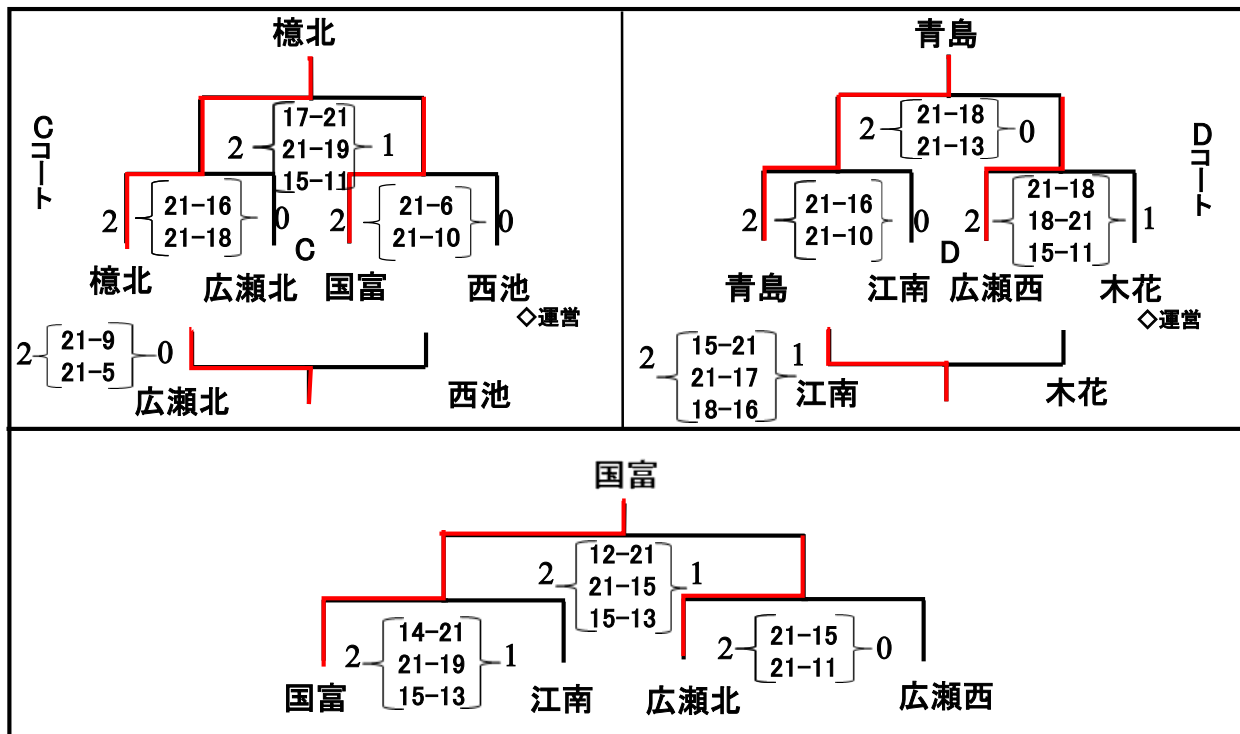 檍北
Cコート
17-21
2 21-19 1
15-11
21-16
2 0
21-18
21-6
2 0
21-10
C
檍北 広瀬北 国富 西池
◇運営
21-9
2 0
21-5
広瀬北 西池
青島
Dコート
21-18
2 0
21-13
21-16
2 0
21-10
21-18
2 18-21 1
15-11
D
青島 江南 広瀬西 木花
◇運営
15-21
2 21-17 1
18-16
江南 木花
国富
12-21
2 21-15 1
15-13
14-21
2 21-19 1
15-13
21-15
2 0
21-11
国富 江南 広瀬北 広瀬西